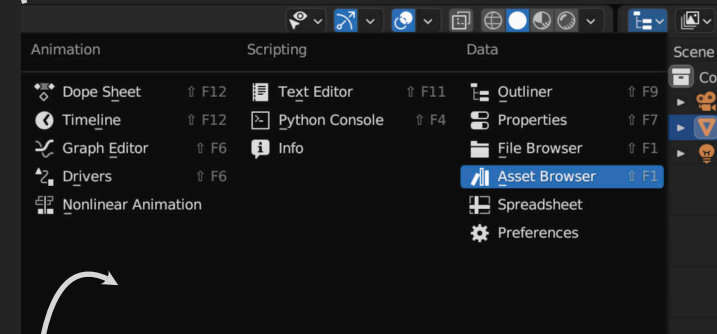 Animation
Scripting
Data
Scene
Dope Sheet ⇧ F12
Timeline ⇧ F12
Graph Editor ⇧ F6
Drivers ⇧ F6
Nonlinear Animation
Text Editor ⇧ F11
Python Console ⇧ F4
Info
Outliner ⇧ F9
Properties ⇧ F7
File Browser ⇧ F1
Asset Browser ⇧ F1
Spreadsheet
Preferences
Co